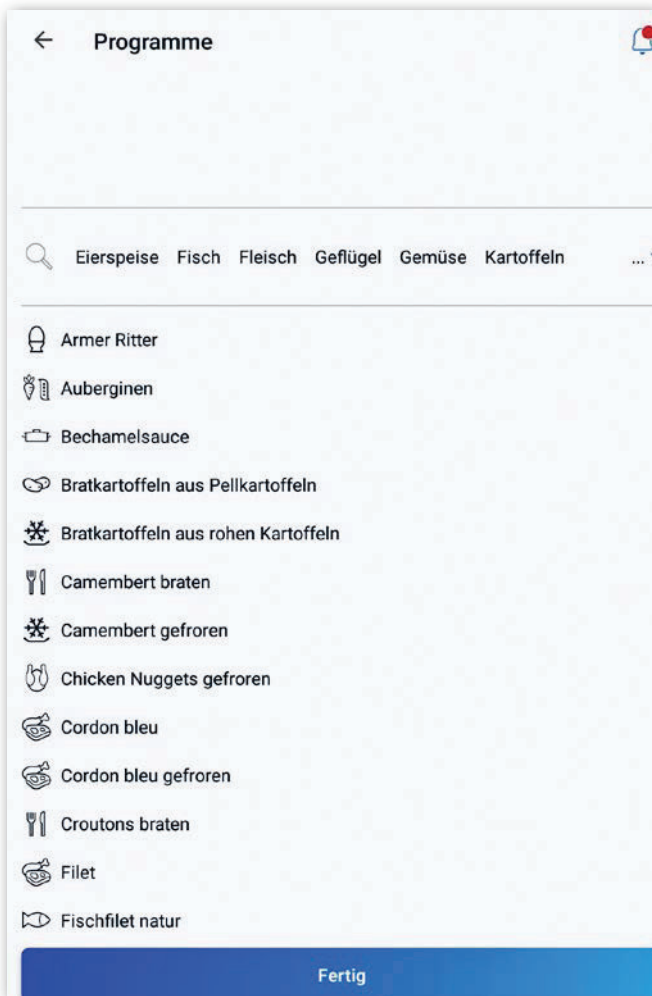 Programme
Eierspeise Fisch Fleisch Geflügel Gemüse Kartoffeln ...
Armer Ritter
Auberginen
Bechamelsauce
Bratkartoffeln aus Pellkartoffeln
Bratkartoffeln aus rohen Kartoffeln
Camembert braten
Camembert gefroren
Chicken Nuggets gefroren
Cordon bleu
Cordon bleu gefroren
Croutons braten
Filet
Fischfilet natur
Fertig